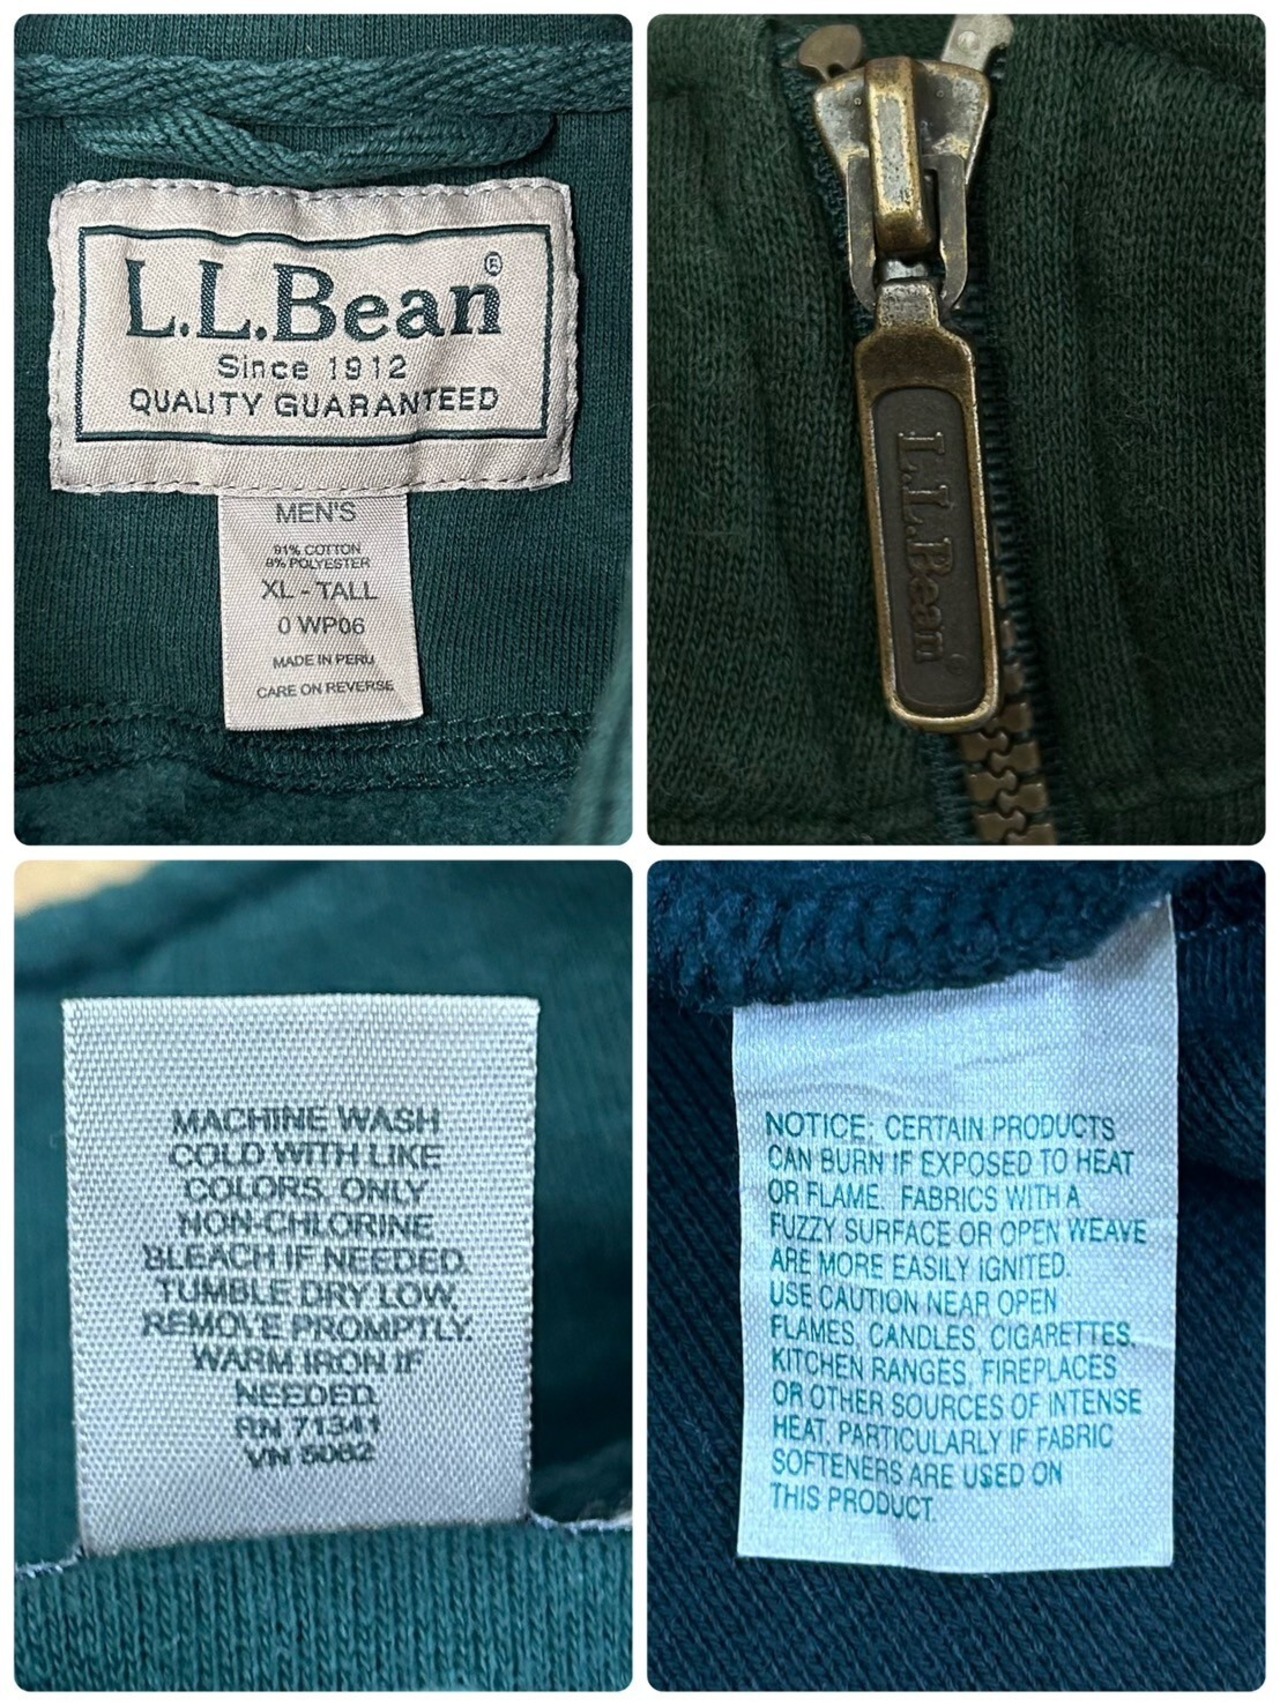 L.L.Bean®
Since 1912
QUALITY GUARANTEED
MEN'S
91% COTTON
9% POLYESTER
XL - TALL
0 WP06
MADE IN PERU
CARE ON REVERSE
L.L.Bean®
MACHINE WASH
COLD WITH LIKE
COLORS. ONLY
NON-CHLORINE
BLEACH IF NEEDED.
TUMBLE DRY LOW,
REMOVE PROMPTLY.
WARM IRON IF
NEEDED.
RN 71341
VN 5062
NOTICE: CERTAIN PRODUCTS
CAN BURN IF EXPOSED TO HEAT
OR FLAME. FABRICS WITH A
FUZZY SURFACE OR OPEN WEAVE
ARE MORE EASILY IGNITED.
USE CAUTION NEAR OPEN
FLAMES, CANDLES, CIGARETTES,
KITCHEN RANGES, FIREPLACES
OR OTHER SOURCES OF INTENSE
HEAT, PARTICULARLY IF FABRIC
SOFTENERS ARE USED ON
THIS PRODUCT.